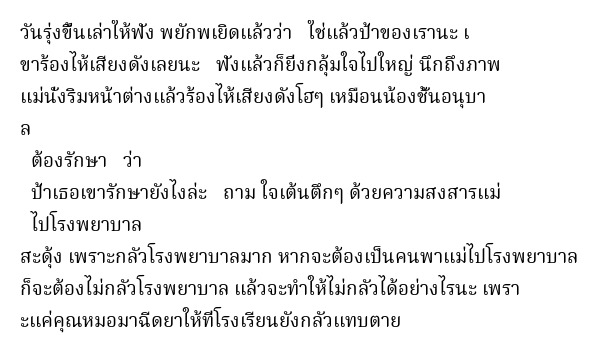 วันรุ่งขึ้นเล่าให้ฟัง พยักพเยิดแล้วว่า   ใช่แล้วป้าของเรานะ เ
ขาร้องไห้เสียงดังเลยนะ   ฟังแล้วก็ยิ่งกลุ้มใจไปใหญ่ นึกถึงภาพ
แม่นั่งริมหน้าต่างแล้วร้องไห้เสียงดังโฮๆ เหมือนน้องชั้นอนุบา
ล
ต้องรักษา   ว่า
ป้าเธอเขารักษายังไงล่ะ   ถาม ใจเต้นตึกๆ ด้วยความสงสารแม่
ไปโรงพยาบาล
สะดุ้ง เพราะกลัวโรงพยาบาลมาก หากจะต้องเป็นคนพาแม่ไปโรงพยาบาล
ก็จะต้องไม่กลัวโรงพยาบาล แล้วจะทำให้ไม่กลัวได้อย่างไรนะ เพรา
ะแค่คุณหมอมาฉีดยาให้ที่โรงเรียนยังกลัวแทบตาย